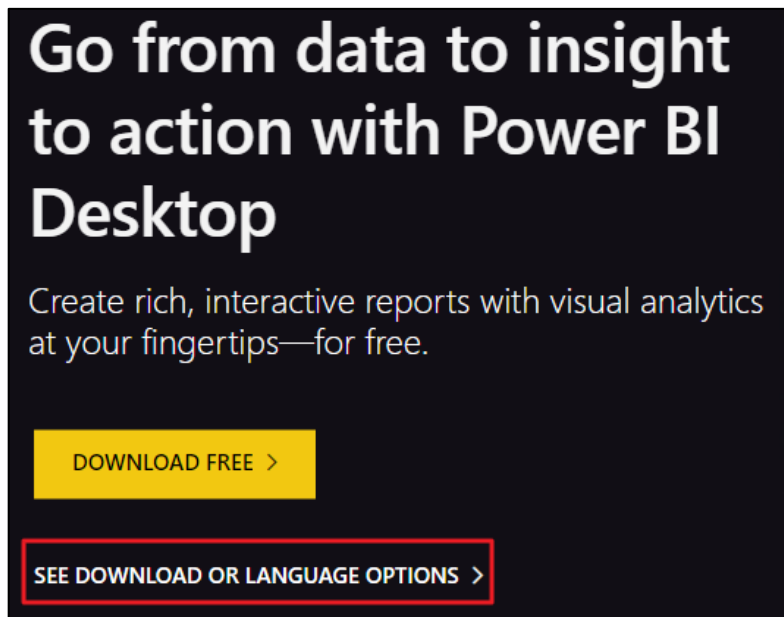 Go from data to insight
to action with Power BI
Desktop
Create rich, interactive reports with visual analytics
at your fingertips—for free.
DOWNLOAD FREE >
SEE DOWNLOAD OR LANGUAGE OPTIONS >